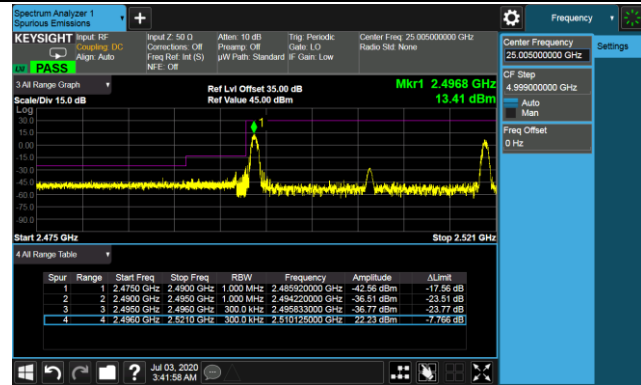 Spectrum Analyzer 1
Spurious Emissions
Frequency
KEYSIGHT Input: RF
Coupling: DC
Align: Auto
Input Z: 50 Ω
Corrections: Off
Freq Ref: Int (S)
NFE: Off
Atten: 10 dB
Preamp: Off
µW Path: Standard
Trig: Periodic
Gate: LO
IF Gain: Low
Center Freq: 25.005000000 GHz
Radio Std: None
LXI PASS
Center Frequency
25.005000000 GHz
Settings
CF Step
4.999000000 GHz
Auto
Man
Freq Offset
0 Hz
3 All Range Graph
Scale/Div 15.0 dB
Ref Lvl Offset 35.00 dB
Ref Value 45.00 dBm
Mkr1 2.4968 GHz
13.41 dBm
Log
30.0
15.0
0.00
-15.0
-30.0
-45.0
-60.0
-75.0
-90.0
1
Start 2.475 GHz
Stop 2.521 GHz
4 All Range Table
Spur Range Start Freq Stop Freq RBW Frequency Amplitude ΔLimit
1 1 2.4750 GHz 2.4900 GHz 1.000 MHz 2.485920000 GHz -42.56 dBm -17.56 dB
2 2 2.4900 GHz 2.4950 GHz 1.000 MHz 2.494220000 GHz -36.51 dBm -23.51 dB
3 3 2.4950 GHz 2.4960 GHz 300.0 kHz 2.495833000 GHz -36.77 dBm -23.77 dB
4 4 2.4960 GHz 2.5210 GHz 300.0 kHz 2.510125000 GHz 22.23 dBm -7.766 dB
Jul 03, 2020
3:41:58 AM